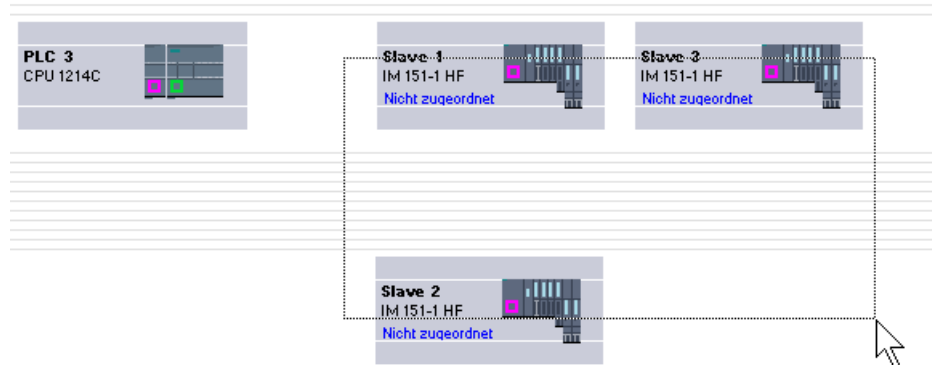 PLC 3
CPU 1214C
Slave 1
IM 151-1 HF
Nicht zugeordnet
Slave 3
IM 151-1 HF
Nicht zugeordnet
Slave 2
IM 151-1 HF
Nicht zugeordnet